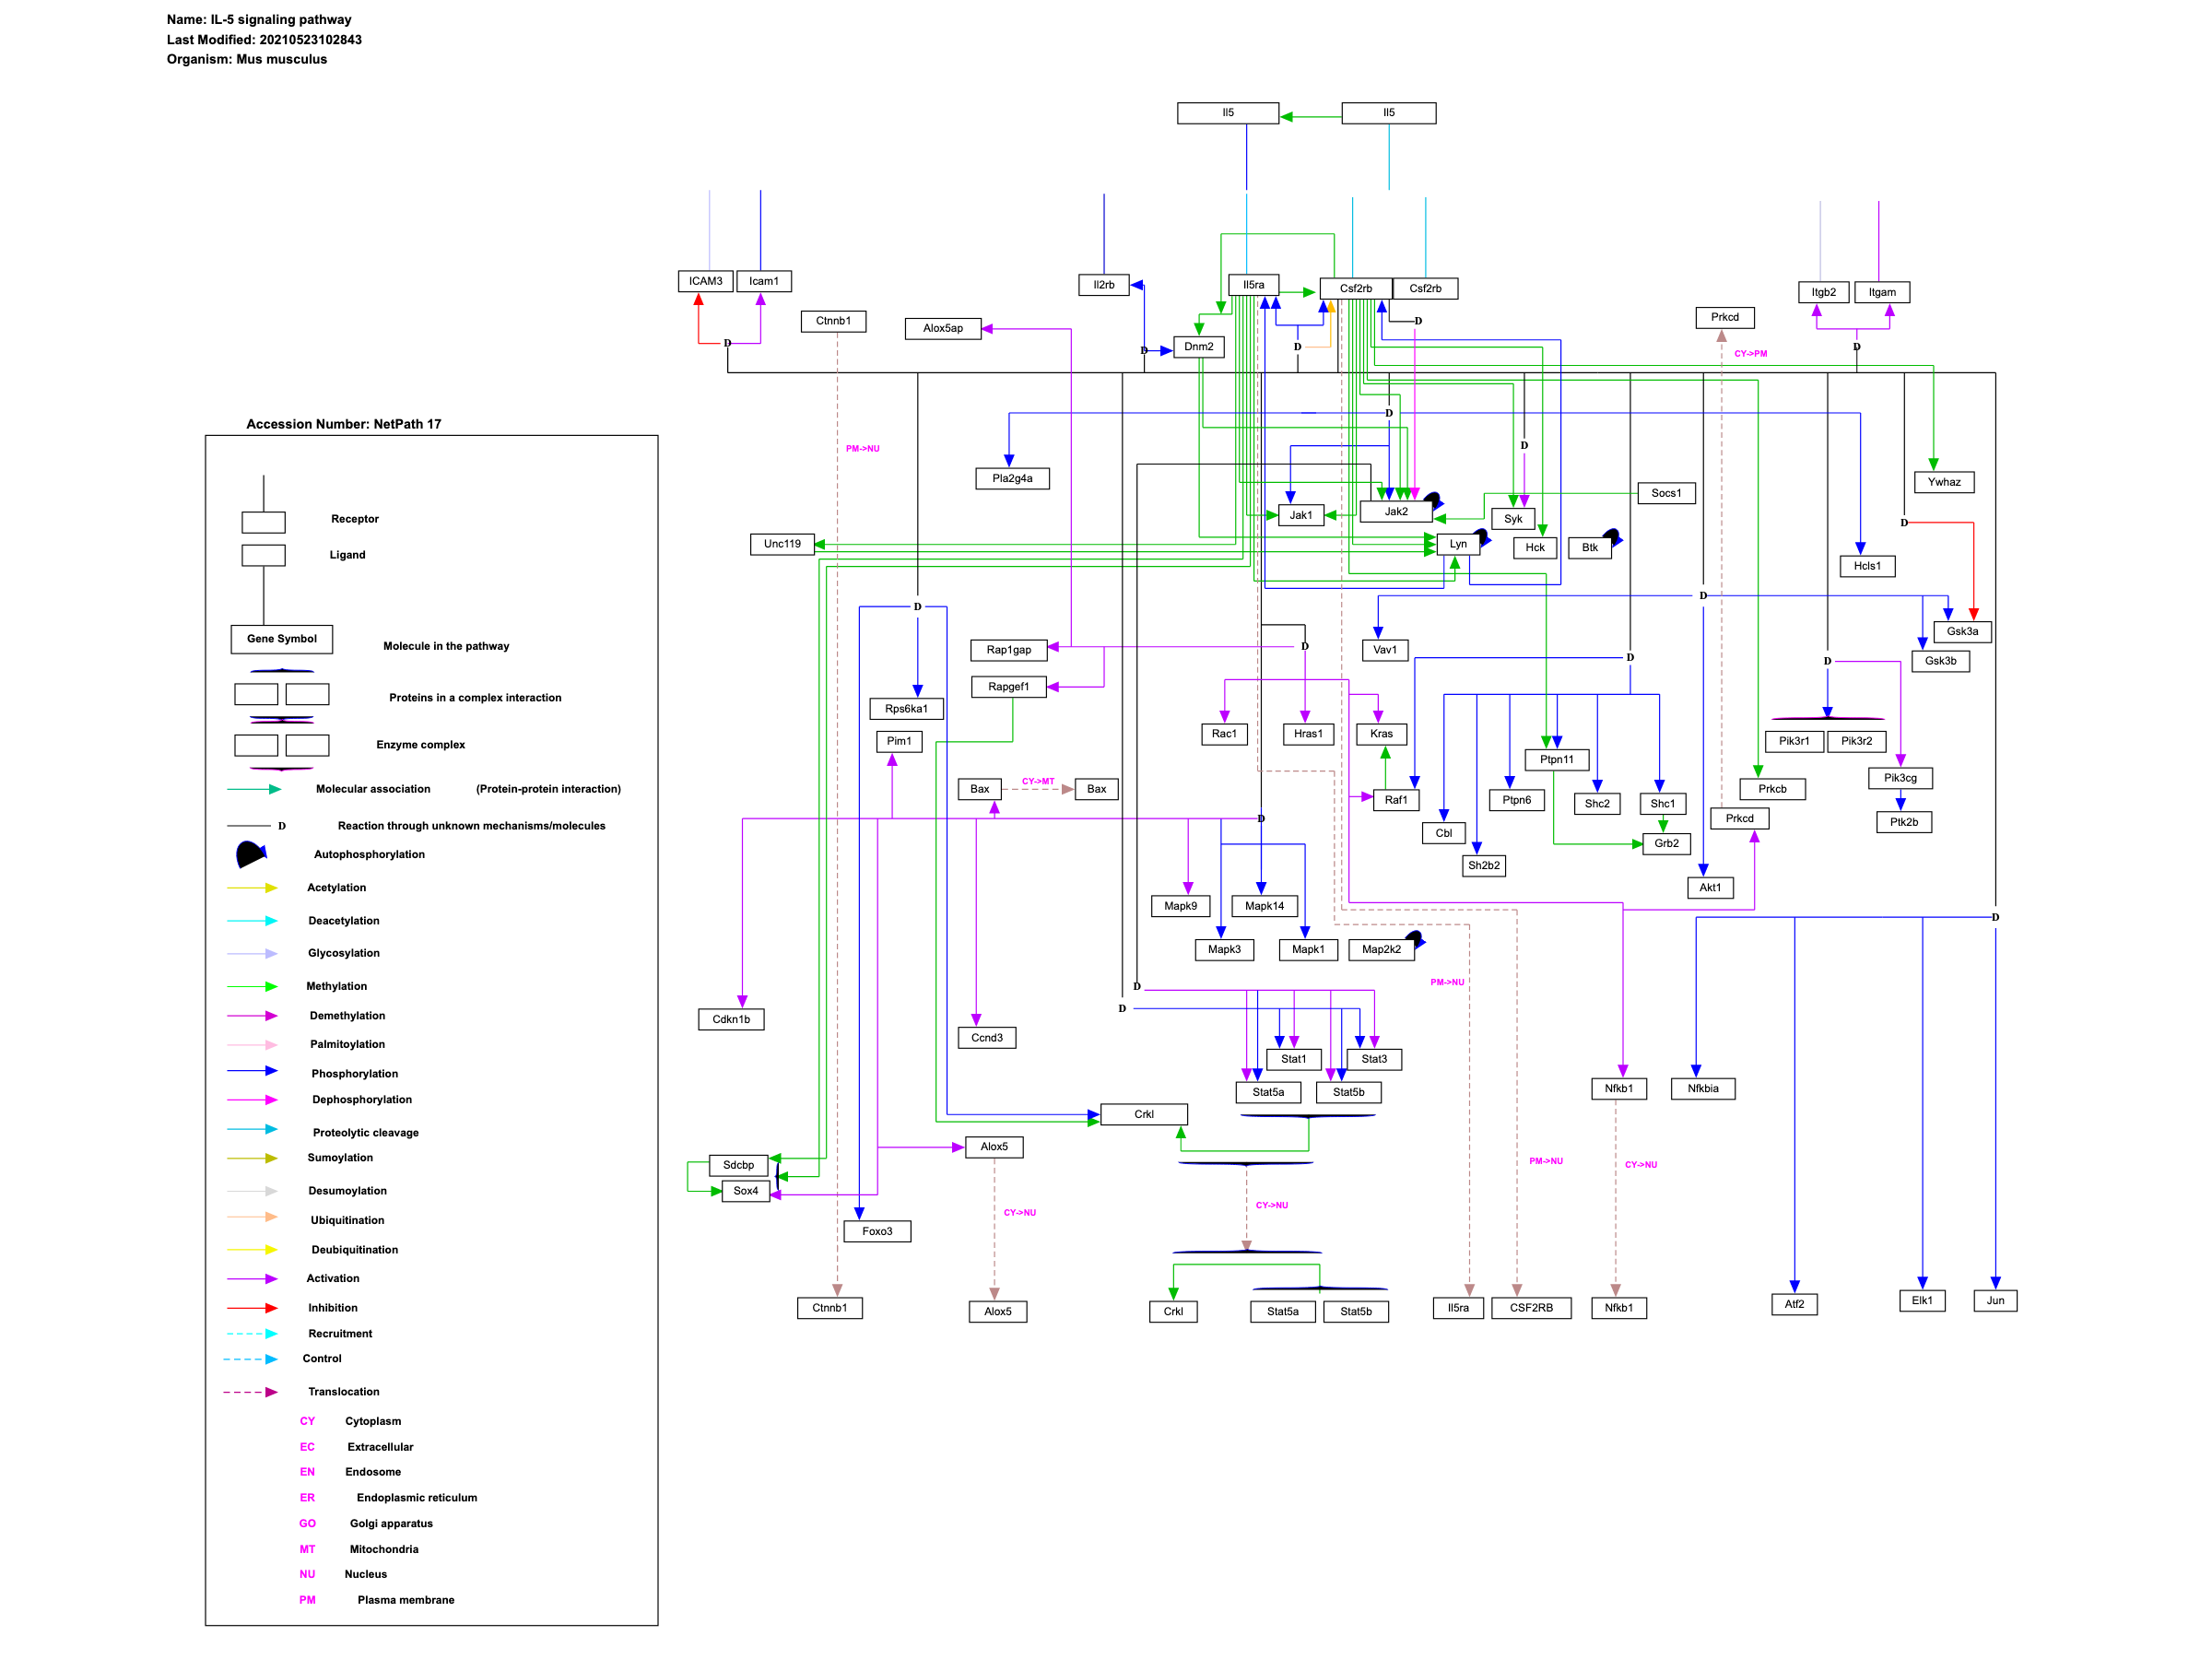 Name: IL-5 signaling pathway
Last Modified: 20210523102843
Organism: Mus musculus
Il5
Il5
ICAM3
Icam1
Il2rb
Il5ra
Csf2rb
Csf2rb
Itgb2
Itgam
Ctnnb1
Alox5ap
Prkcd
D
Dnm2
D
D
D
D
D
CY->PM
D
Accession Number: NetPath 17
PM->NU
D
Pla2g4a
Ywhaz
Socs1
Jak1
Jak2
Syk
D
Unc119
Lyn
Hck
Btk
Hcls1
D
D
Gsk3a
Rap1gap
D
Vav1
D
D
Gsk3b
Rapgef1
Rps6ka1
Rac1
Hras1
Kras
Pim1
Pik3r1
Pik3r2
Ptpn11
Pik3cg
CY->MT
Bax
Bax
Raf1
Ptpn6
Shc2
Shc1
Prkcb
D
Prkcd
Ptk2b
Cbl
Grb2
Sh2b2
Akt1
Mapk9
Mapk14
D
Mapk3
Mapk1
Map2k2
PM->NU
D
D
Cdkn1b
Ccnd3
Stat1
Stat3
Stat5a
Stat5b
Nfkb1
Nfkbia
Crkl
Alox5
Sdcbp
PM->NU
CY->NU
Sox4
CY->NU
CY->NU
Foxo3
Ctnnb1
Alox5
Crkl
Stat5a
Stat5b
Il5ra
CSF2RB
Nfkb1
Atf2
Elk1
Jun
Receptor
Ligand
Gene Symbol
Molecule in the pathway
Proteins in a complex interaction
Enzyme complex
Molecular association (Protein-protein interaction)
D Reaction through unknown mechanisms/molecules
Autophosphorylation
Acetylation
Deacetylation
Glycosylation
Methylation
Demethylation
Palmitoylation
Phosphorylation
Dephosphorylation
Proteolytic cleavage
Sumoylation
Desumoylation
Ubiquitination
Deubiquitination
Activation
Inhibition
Recruitment
Control
Translocation
CY Cytoplasm
EC Extracellular
EN Endosome
ER Endoplasmic reticulum
GO Golgi apparatus
MT Mitochondria
NU Nucleus
PM Plasma membrane